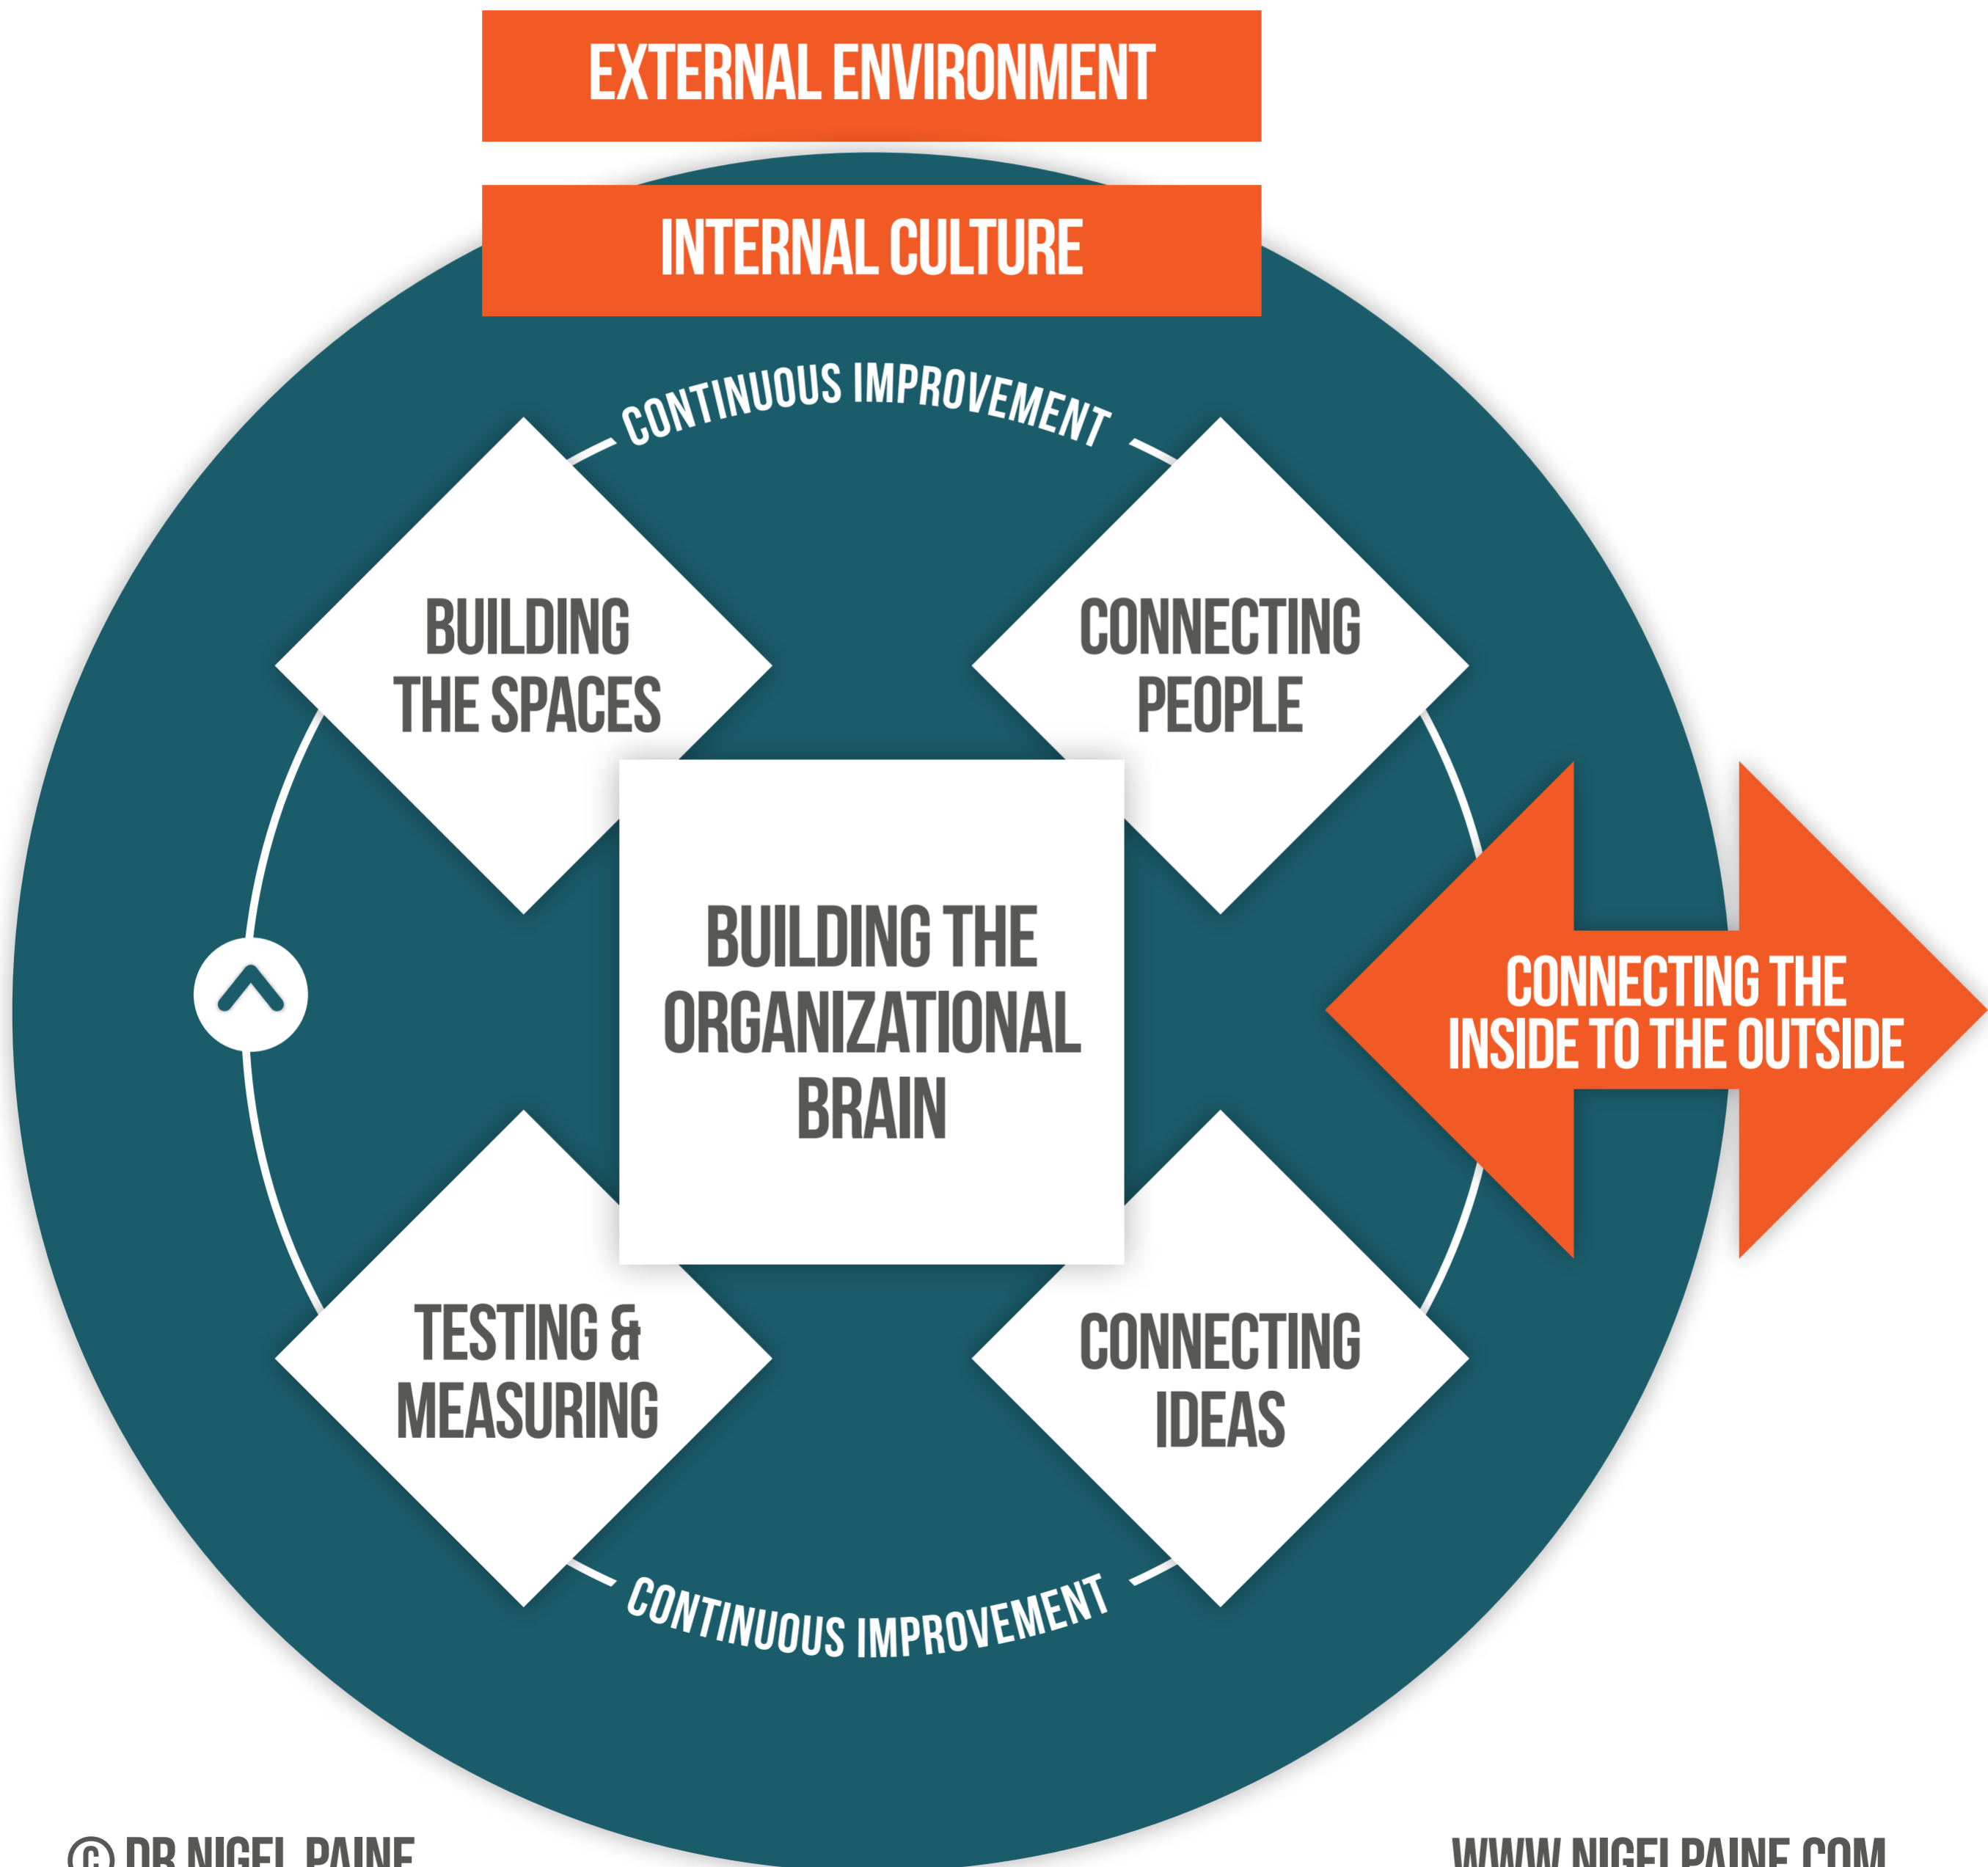 EXTERNAL ENVIRONMENT
INTERNAL CULTURE
CONTINUOUS IMPROVEMENT
BUILDING
THE SPACES
CONNECTING
PEOPLE
BUILDING THE
ORGANIZATIONAL
BRAIN
CONNECTING THE
INSIDE TO THE OUTSIDE
TESTING &
MEASURING
CONNECTING
IDEAS
CONTINUOUS IMPROVEMENT
© DR NIGEL PAINE
WWW.NIGELPAINE.COM